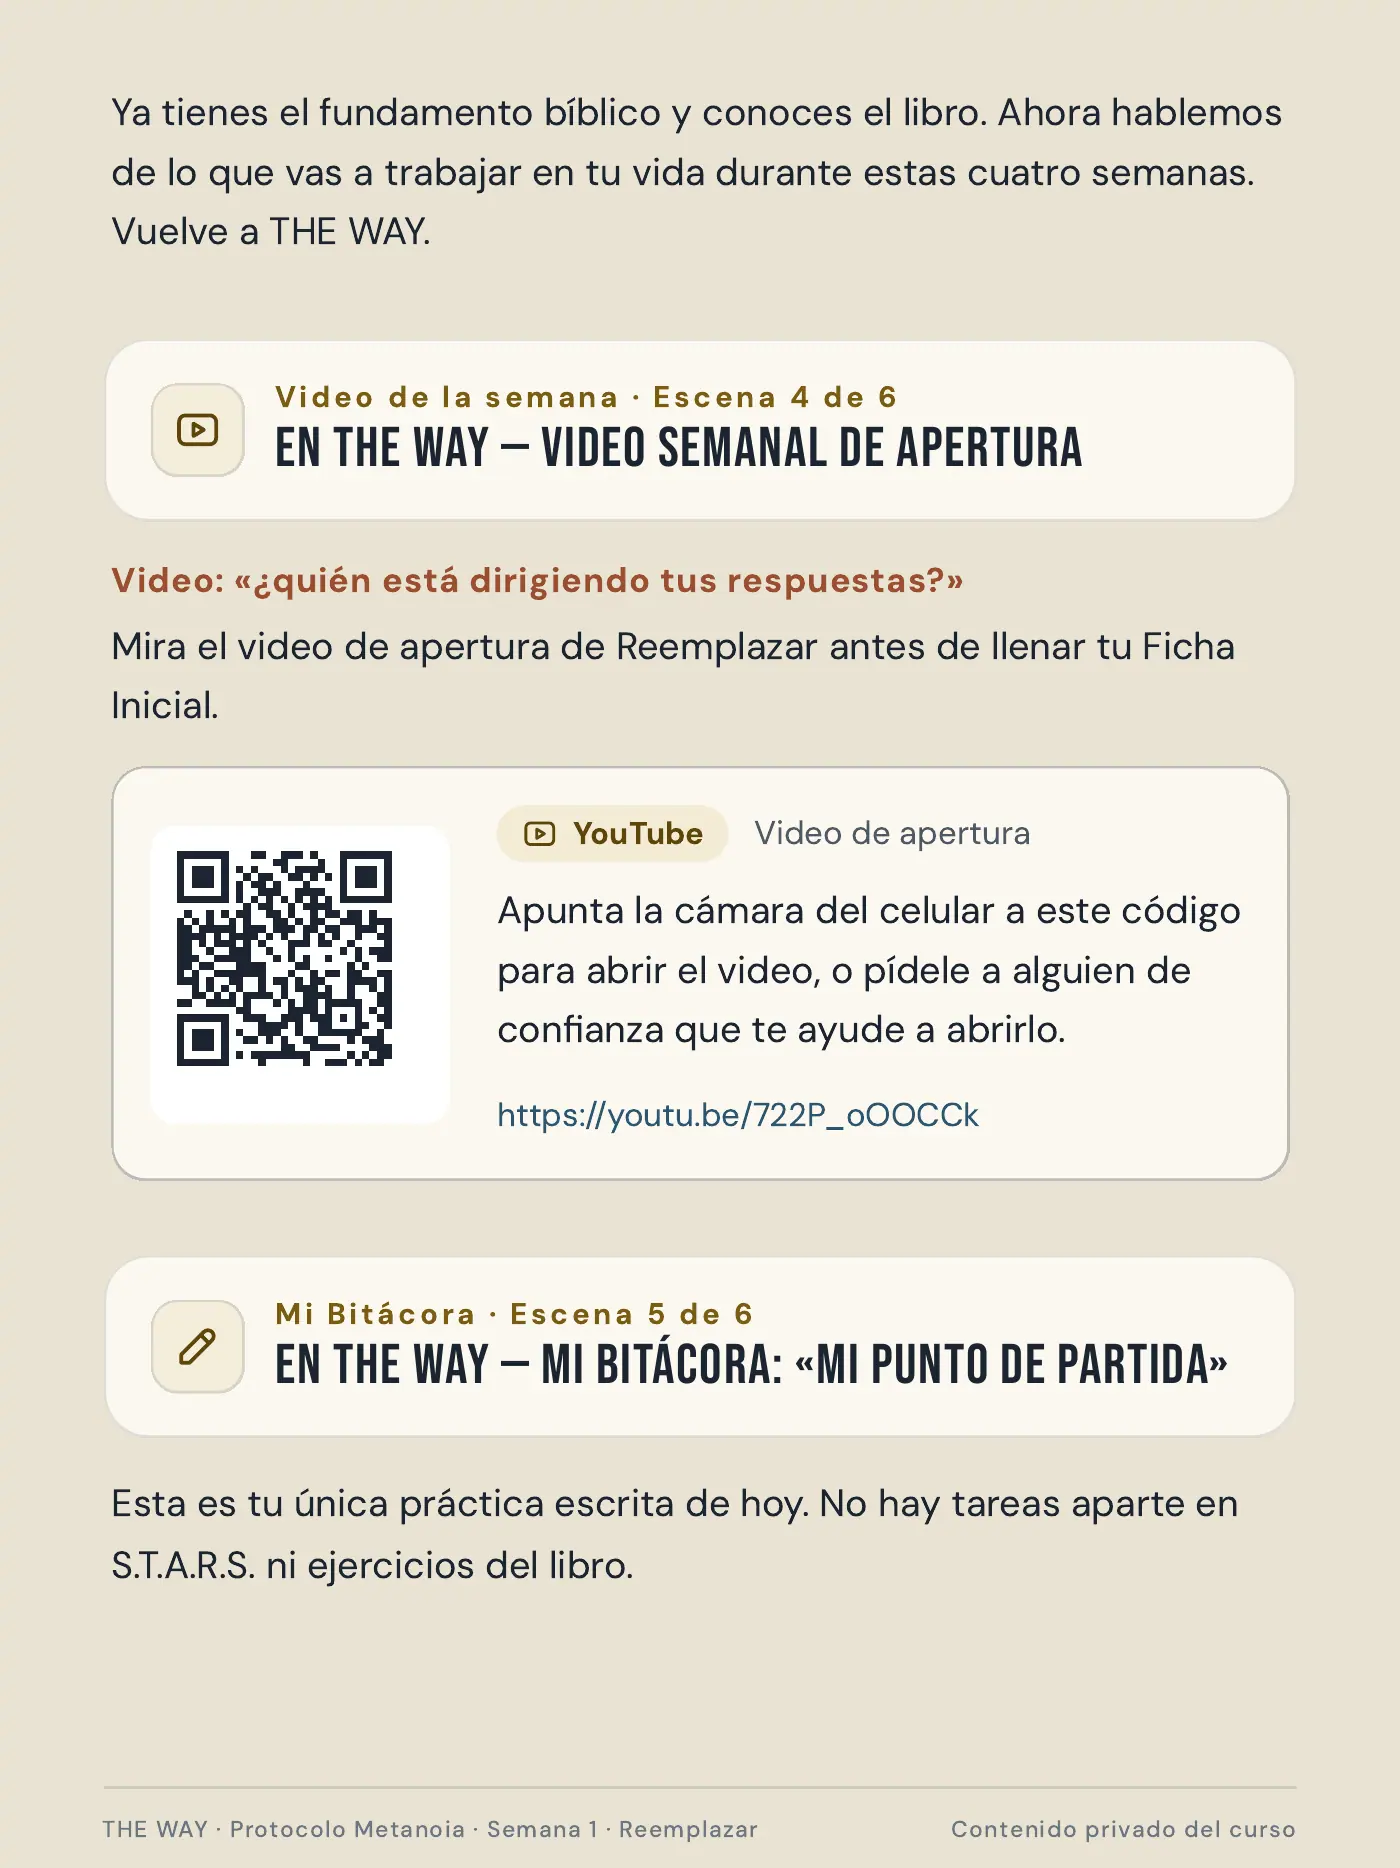 Ya tienes el fundamento bíblico y conoces el libro. Ahora hablemos
de lo que vas a trabajar en tu vida durante estas cuatro semanas.
Vuelve a THE WAY.
Video de la semana · Escena 4 de 6
EN THE WAY – VIDEO SEMANAL DE APERTURA
Video: «¿quién está dirigiendo tus respuestas?»
Mira el video de apertura de Reemplazar antes de llenar tu Ficha
Inicial.
YouTube Video de apertura
Apunta la cámara del celular a este código
para abrir el video, o pídele a alguien de
confianza que te ayude a abrirlo.
https://youtu.be/722P_oOOCCk
Mi Bitácora · Escena 5 de 6
EN THE WAY – MI BITÁCORA: «MI PUNTO DE PARTIDA»
Esta es tu única práctica escrita de hoy. No hay tareas aparte en
S.T.A.R.S. ni ejercicios del libro.
THE WAY · Protocolo Metanoia · Semana 1 · Reemplazar Contenido privado del curso